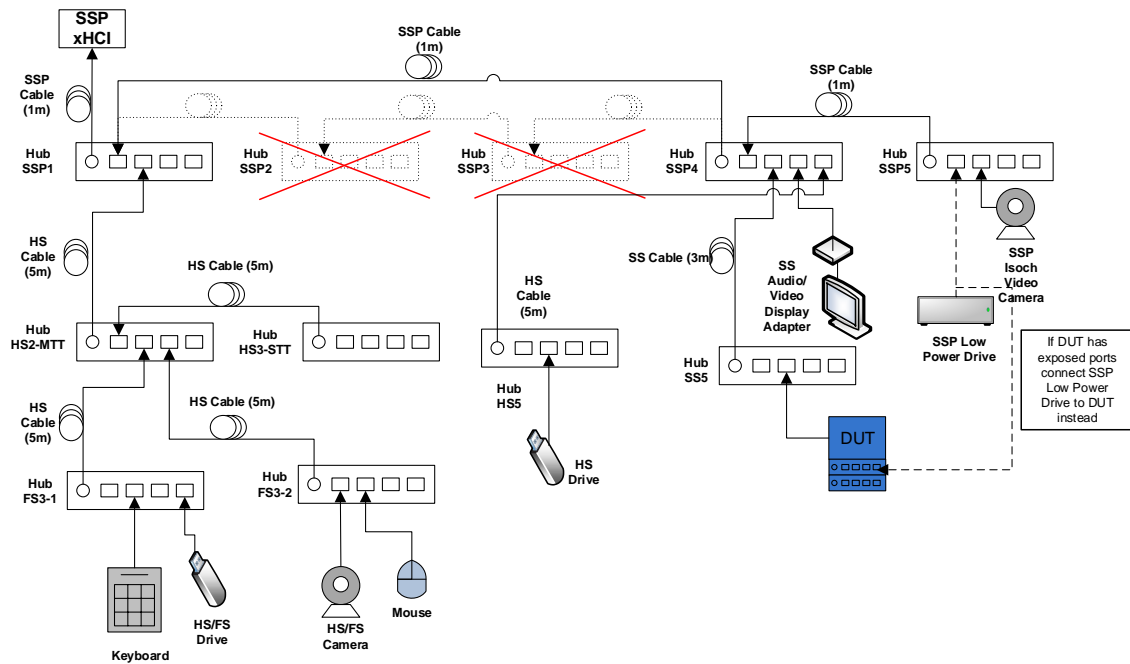 SSP
xHCI
SSP Cable
(1m)
SSP
Cable
(1m)
SSP Cable
(1m)
Hub
SSP1
Hub
SSP2
Hub
SSP3
Hub
SSP4
Hub
SSP5
HS
Cable
(5m)
HS Cable (5m)
SS Cable (3m)
SS
Audio/
Video
Display
Adapter
SSP
Isoch
Video
Camera
HS
Cable
(5m)
Hub
HS2-MTT
Hub
HS3-STT
SSP Low
Power Drive
If DUT has
exposed ports
connect SSP
Low Power
Drive to DUT
instead
Hub
SS5
Hub
HS5
HS
Cable
(5m)
HS Cable (5m)
DUT
HS
Drive
Hub
FS3-1
Hub
FS3-2
HS/FS
Drive
HS/FS
Camera
Mouse
Keyboard